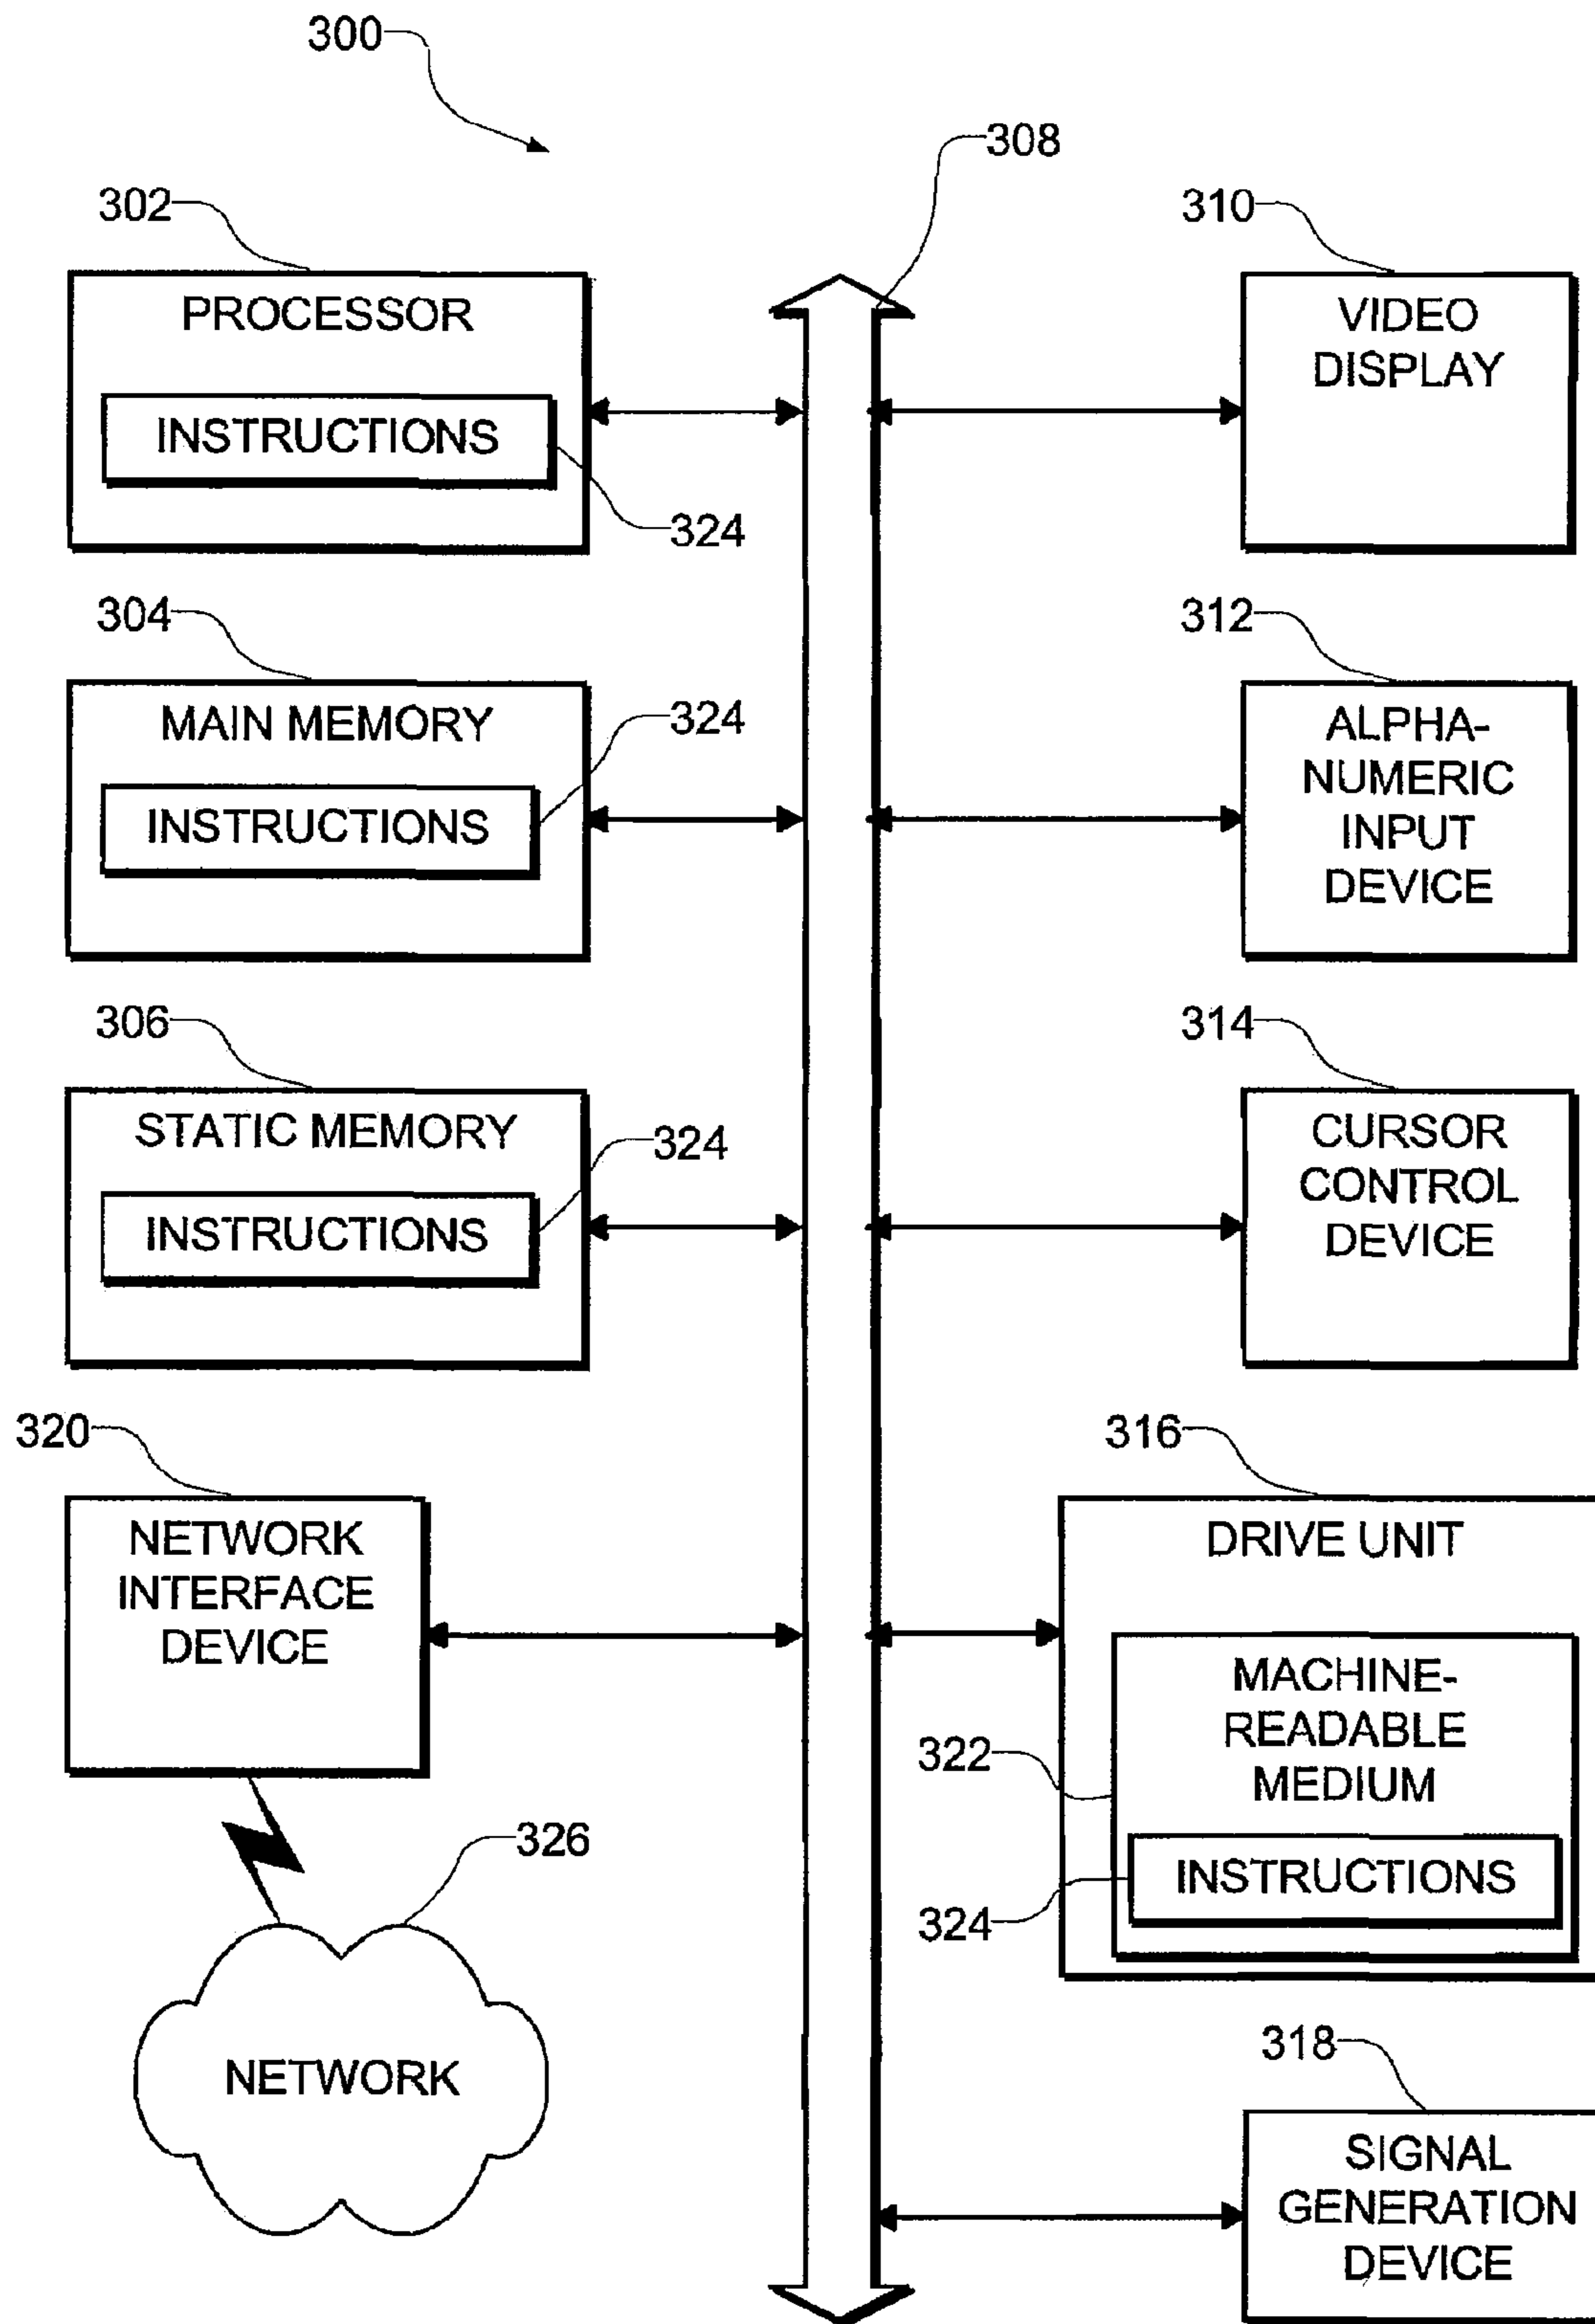 300
308
302
PROCESSOR
INSTRUCTIONS
324
310
VIDEO
DISPLAY
304
MAIN MEMORY
324
INSTRUCTIONS
312
ALPHA-
NUMERIC
INPUT
DEVICE
306
STATIC MEMORY
324
INSTRUCTIONS
314
CURSOR
CONTROL
DEVICE
320
NETWORK
INTERFACE
DEVICE
316
DRIVE UNIT
MACHINE-
READABLE
MEDIUM
322
INSTRUCTIONS
324
326
NETWORK
318
SIGNAL
GENERATION
DEVICE